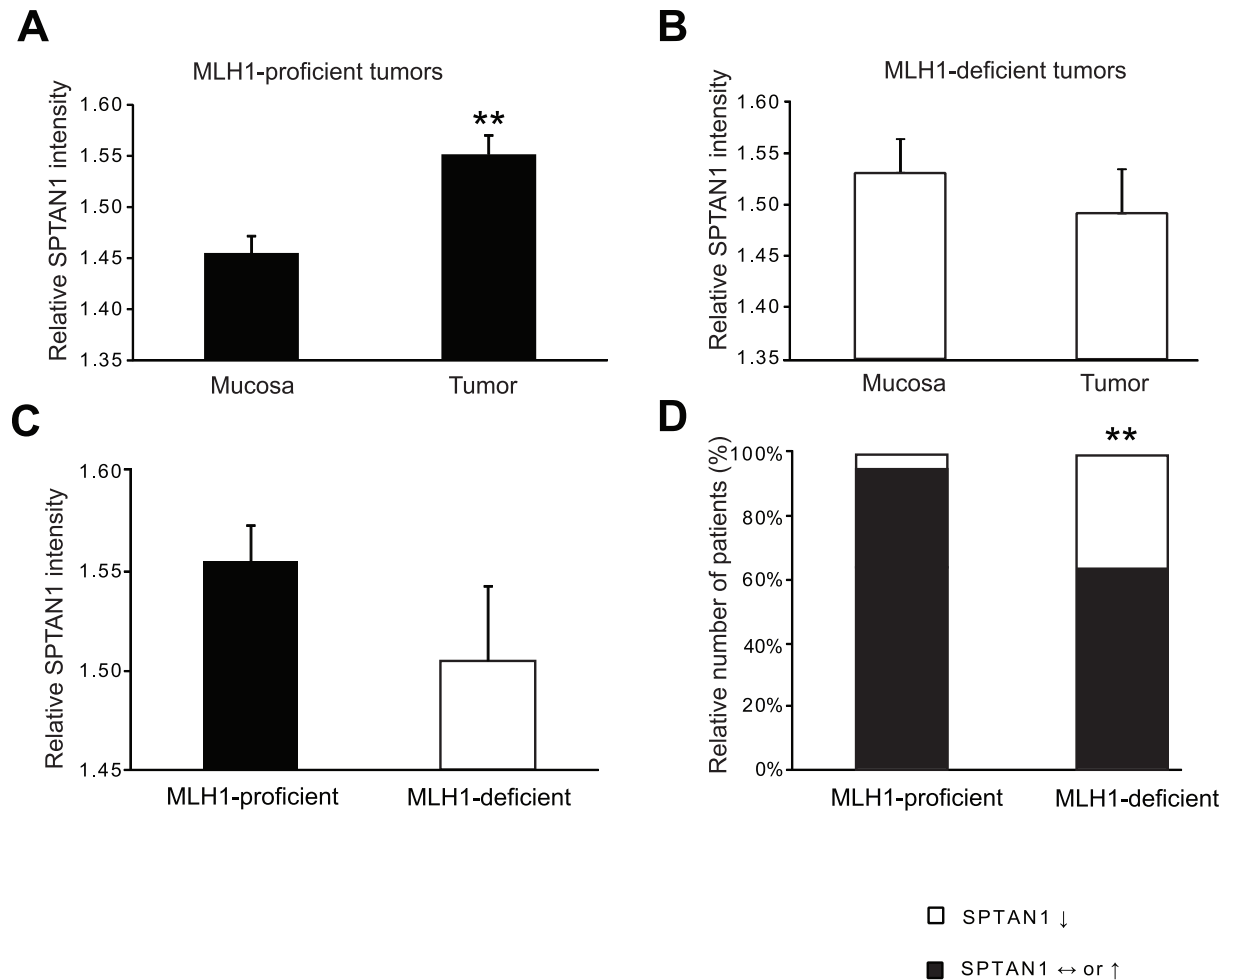 A
MLH1-proficient tumors
Relative SPTAN1 intensity
1.60
1.55
1.50
1.45
1.40
1.35
**
Mucosa
Tumor
B
MLH1-deficient tumors
Relative SPTAN1 intensity
1.60
1.55
1.50
1.45
1.40
1.35
Mucosa
Tumor
C
Relative SPTAN1 intensity
1.60
1.55
1.50
1.45
MLH1-proficient
MLH1-deficient
D
Relative number of patients (%)
100%
80%
60%
40%
20%
0%
**
MLH1-proficient
MLH1-deficient
SPTAN1 ↓
SPTAN1 ↔ or ↑